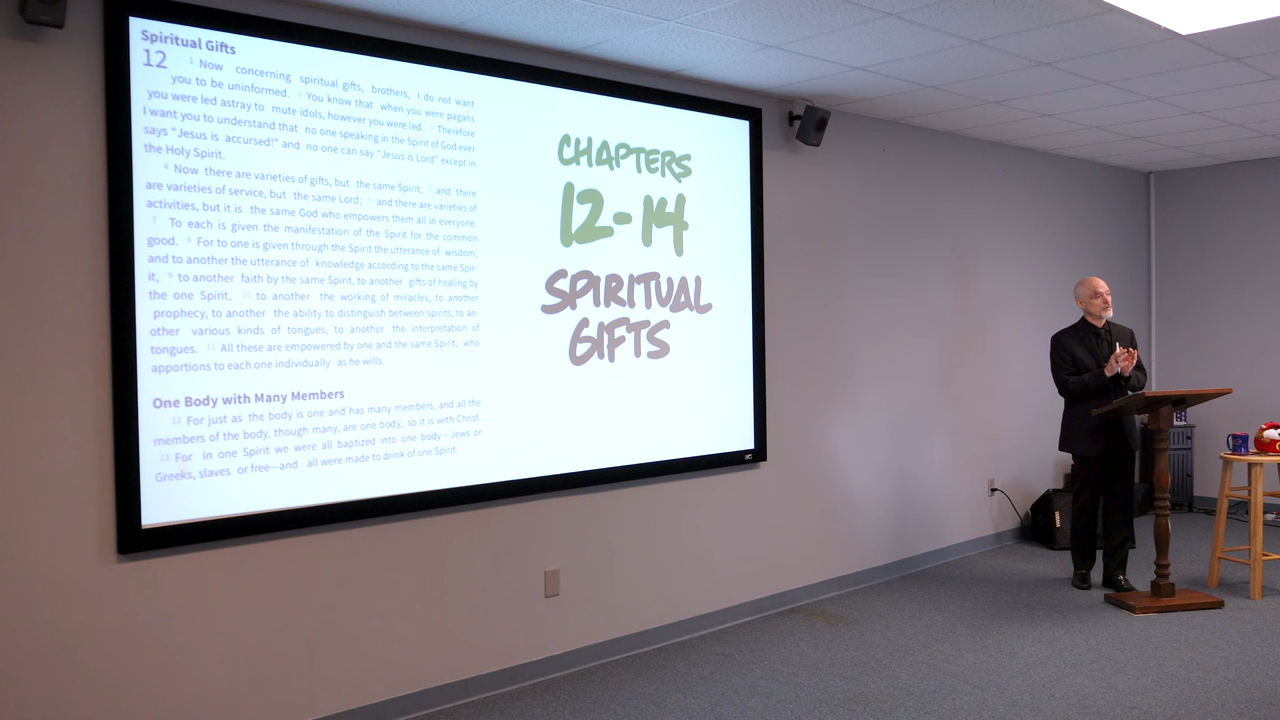 Spiritual Gifts
12 1 Now concerning spiritual gifts, brothers, I do not want
you to be uninformed. 2 You know that when you were pagans
you were led astray to mute idols, however you were led. 3 Therefore
I want you to understand that no one speaking in the Spirit of God ever
says “Jesus is accursed!” and no one can say “Jesus is Lord” except in
the Holy Spirit.
4 Now there are varieties of gifts, but the same Spirit; 5 and there
are varieties of service, but the same Lord; 6 and there are varieties of
activities, but it is the same God who empowers them all in everyone.
7 To each is given the manifestation of the Spirit for the common
good. 8 For to one is given through the Spirit the utterance of wisdom,
and to another the utterance of knowledge according to the same Spir-
it, 9 to another faith by the same Spirit, to another gifts of healing by
the one Spirit, 10 to another the working of miracles, to another
prophecy, to another the ability to distinguish between spirits, to an-
other various kinds of tongues, to another the interpretation of
tongues. 11 All these are empowered by one and the same Spirit, who
apportions to each one individually as he wills.
One Body with Many Members
12 For just as the body is one and has many members, and all the
members of the body, though many, are one body, so it is with Christ.
13 For in one Spirit we were all baptized into one body—Jews or
Greeks, slaves or free—and all were made to drink of one Spirit.
CHAPTERS
12-14
SPIRITUAL
GIFTS
YAMAHA